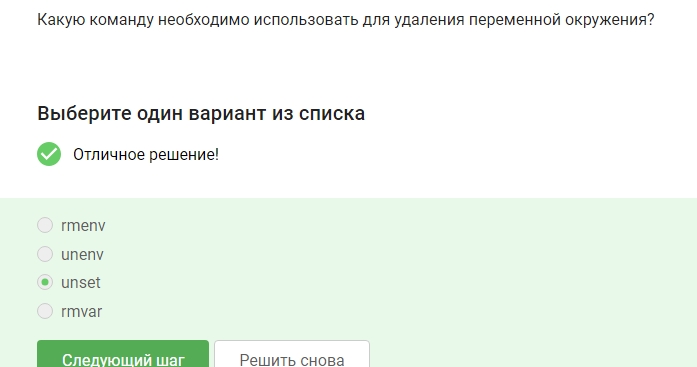 Какую команду необходимо использовать для удаления переменной окружения?
Выберите один вариант из списка
Отличное решение!
rmenv
unenv
unset
rmvar
Следующий шаг
Решить снова